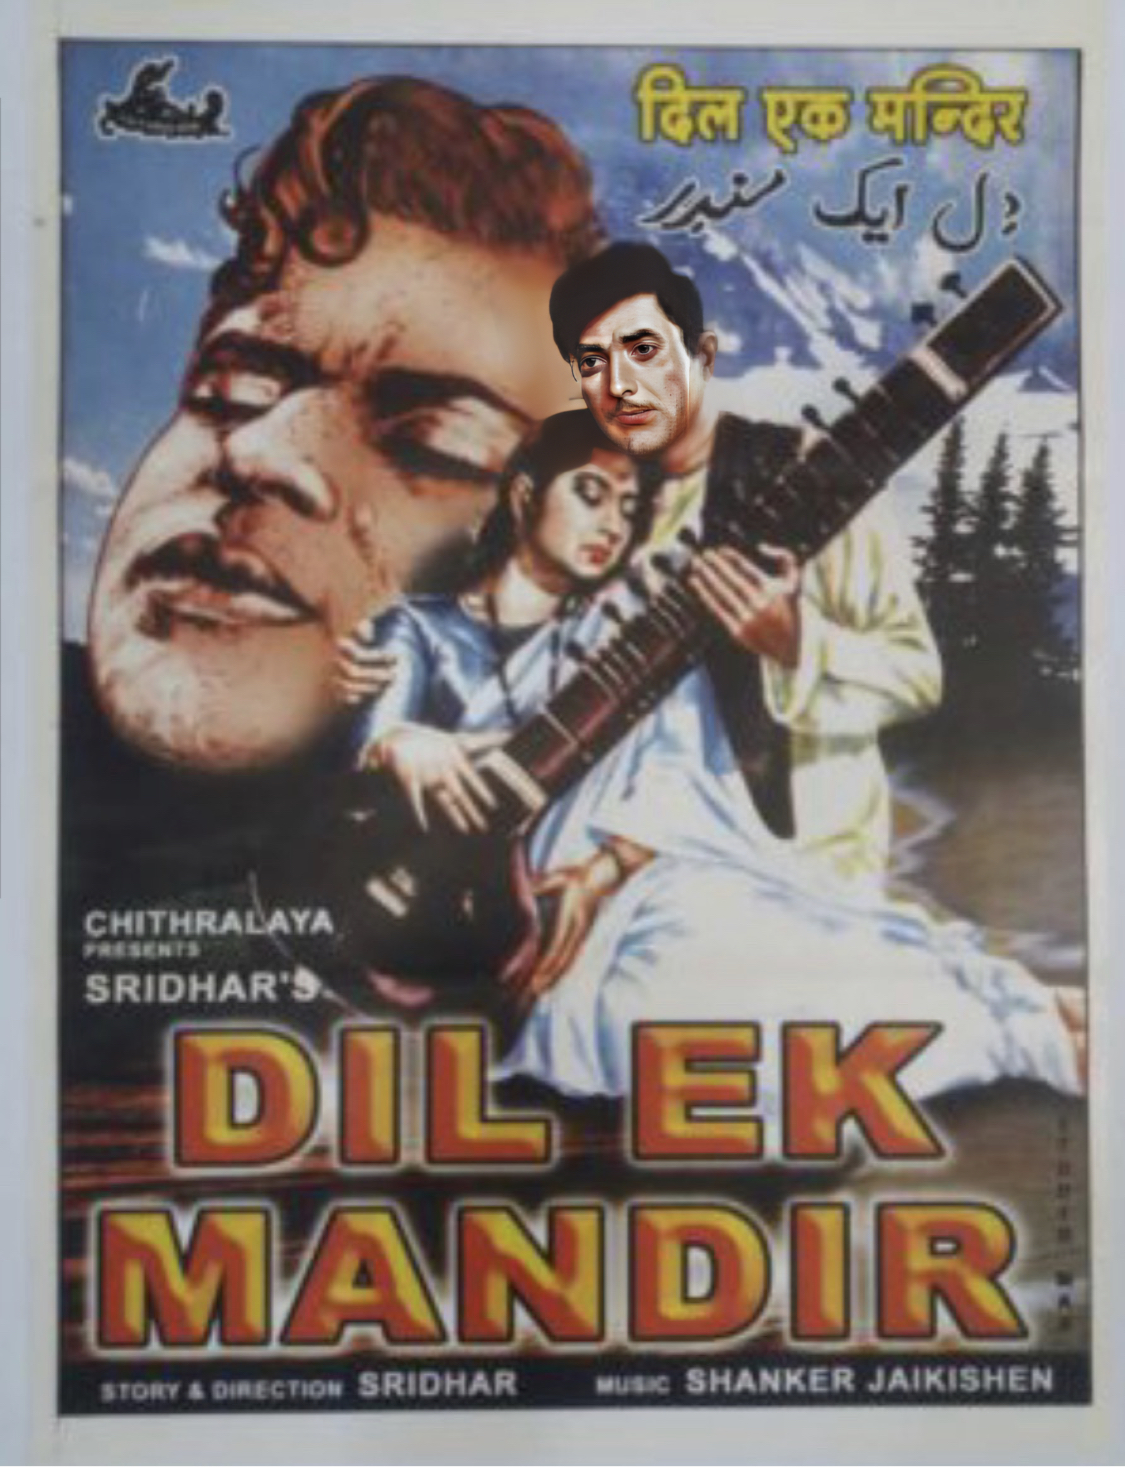 दिल एक मन्दिर
دل ایک مندر
CHITHRALAYA
PRESENTS
SRIDHAR'S
DIL EK
MANDIR
STORY & DIRECTION SRIDHAR
MUSIC SHANKER JAIKISHEN